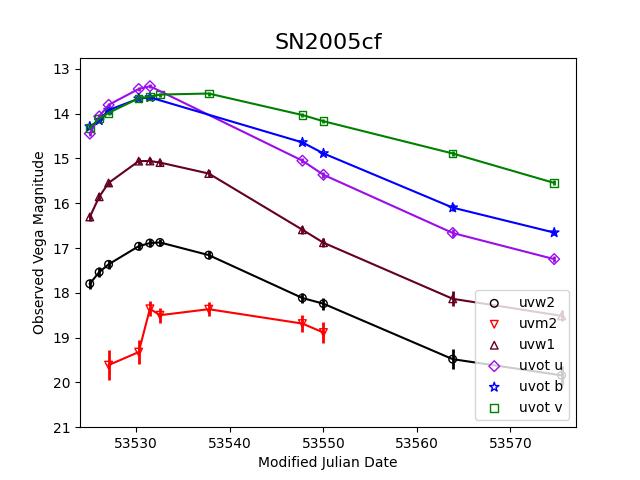 SN2005cf
Observed Vega Magnitude
13
14
15
16
17
18
19
20
21
uvw2
uvm2
uvw1
uvot u
uvot b
uvot v
53530 53540 53550 53560 53570
Modified Julian Date